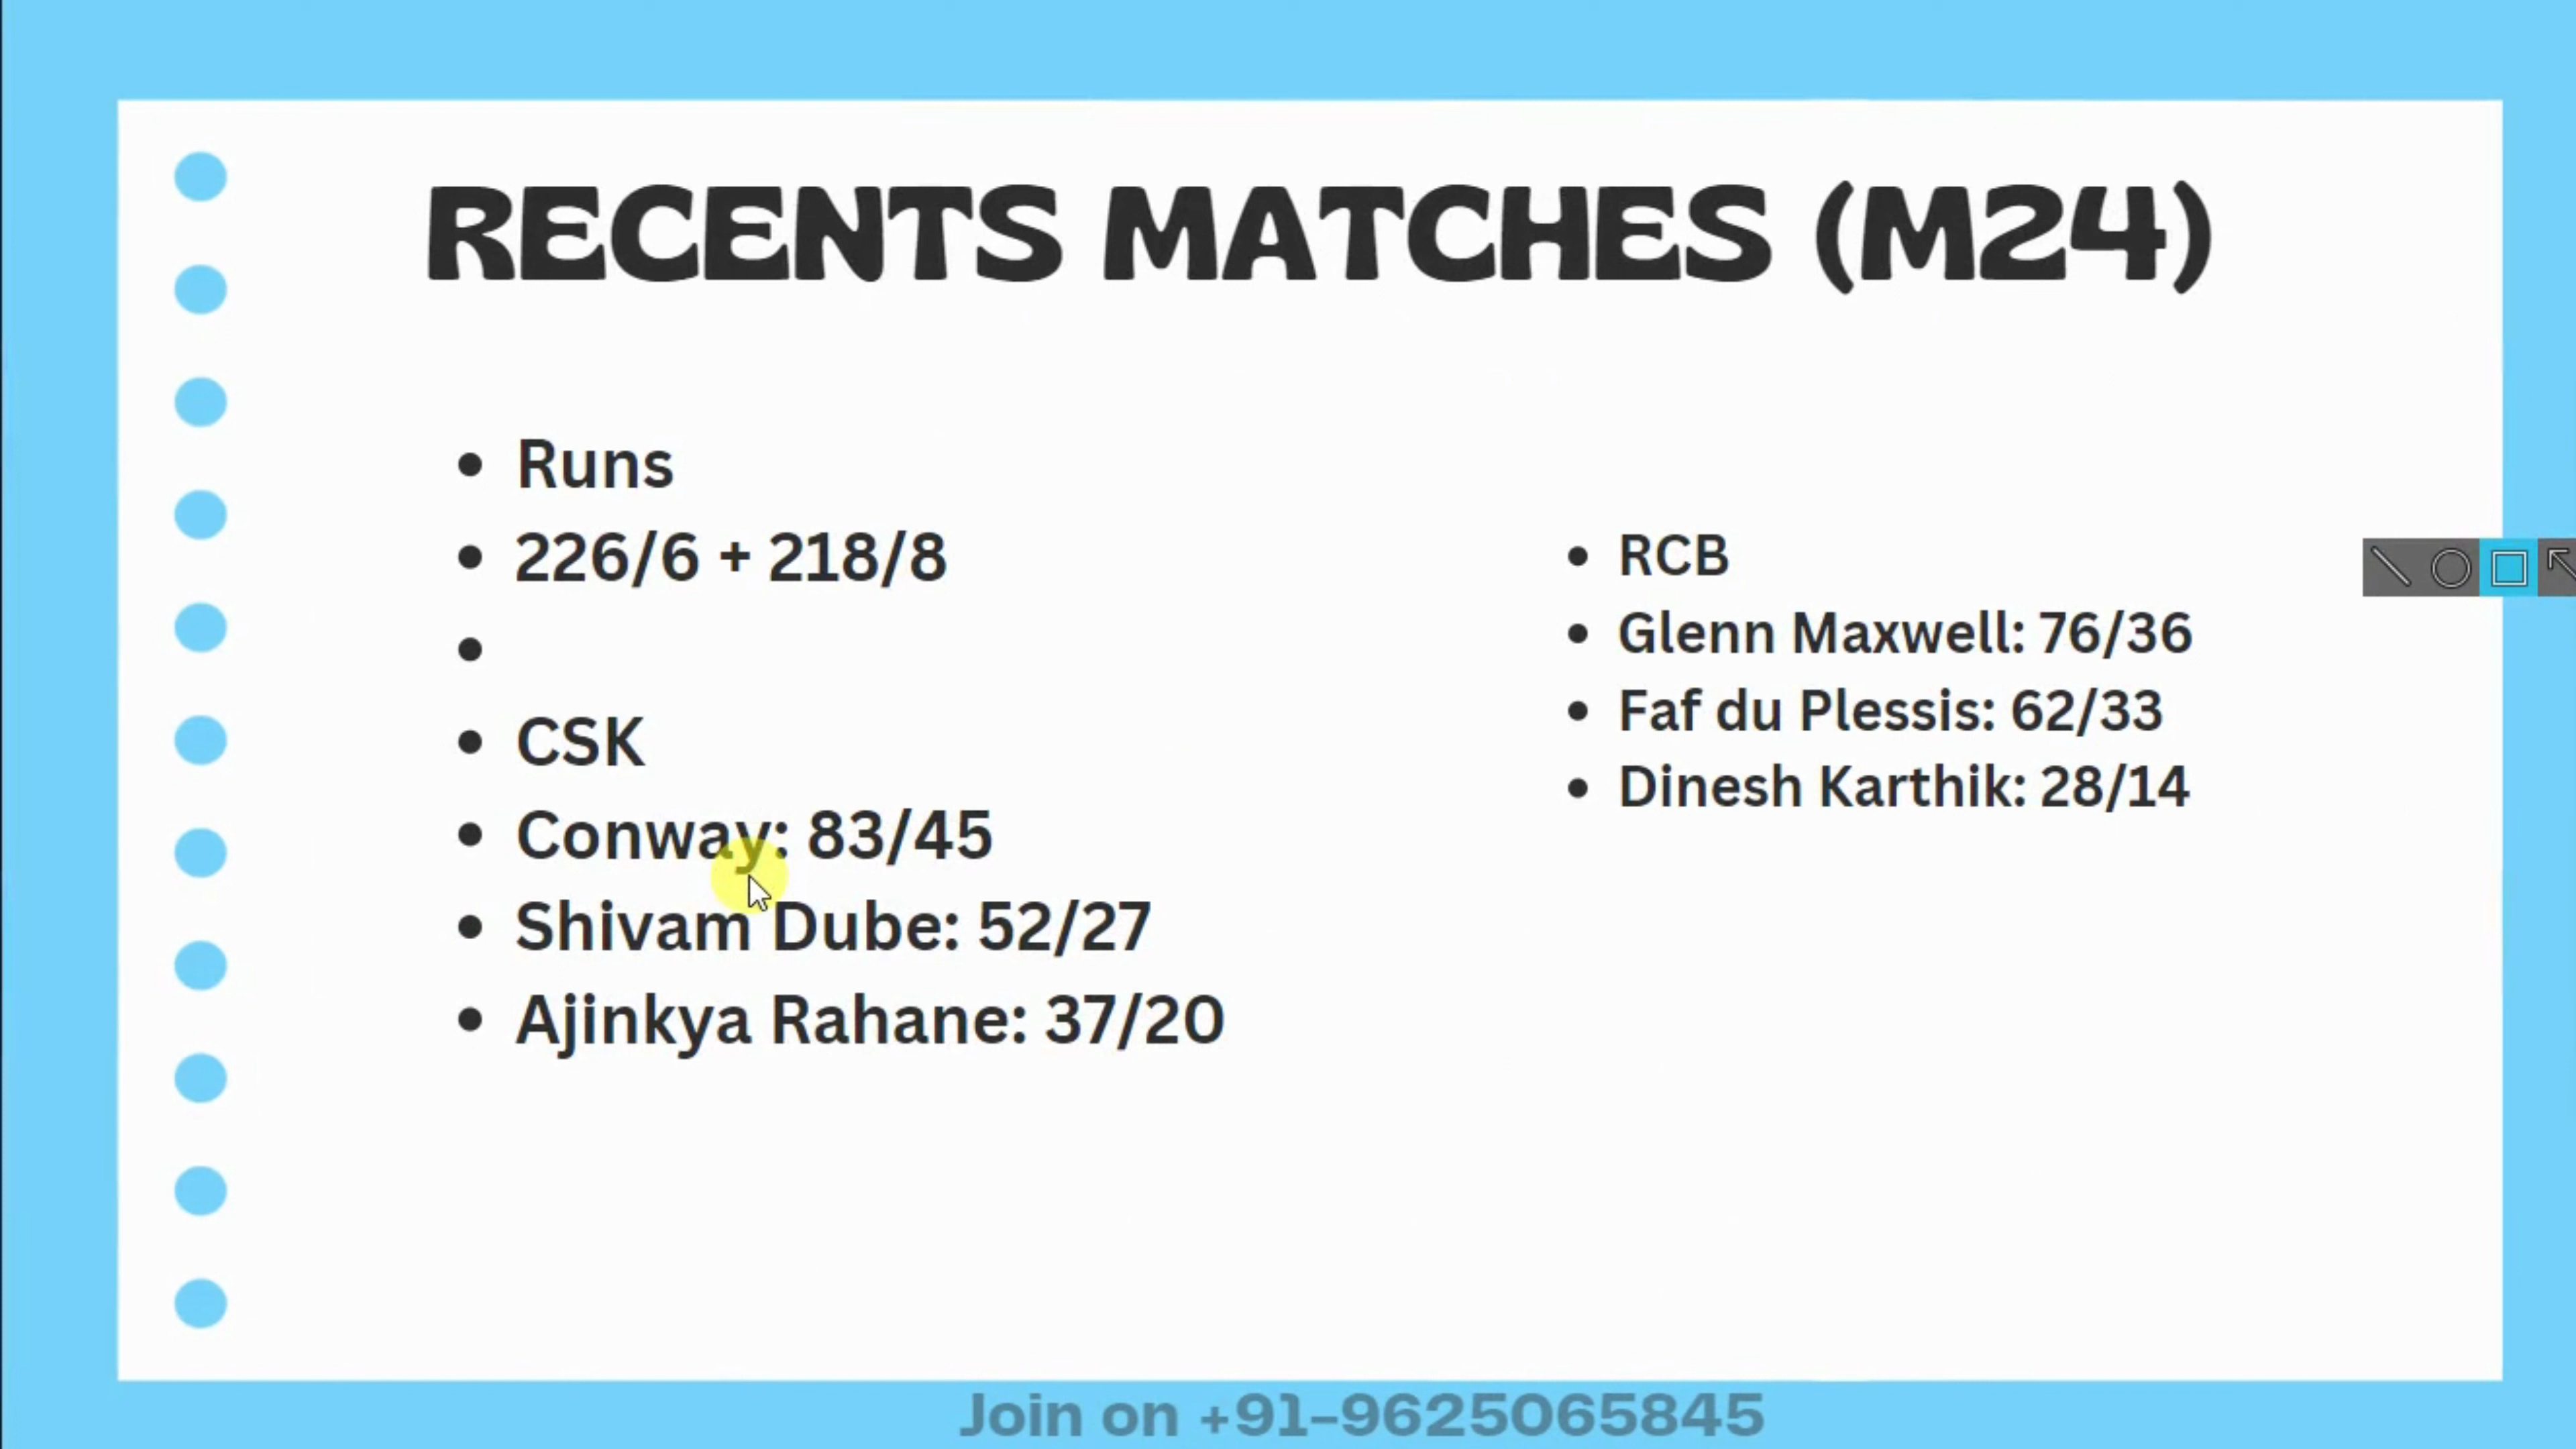 RECENTS MATCHES (M24)
Runs
226/6 + 218/8
CSK
Conway: 83/45
Shivam Dube: 52/27
Ajinkya Rahane: 37/20
RCB
Glenn Maxwell: 76/36
Faf du Plessis: 62/33
Dinesh Karthik: 28/14
Join on +91-9625065845